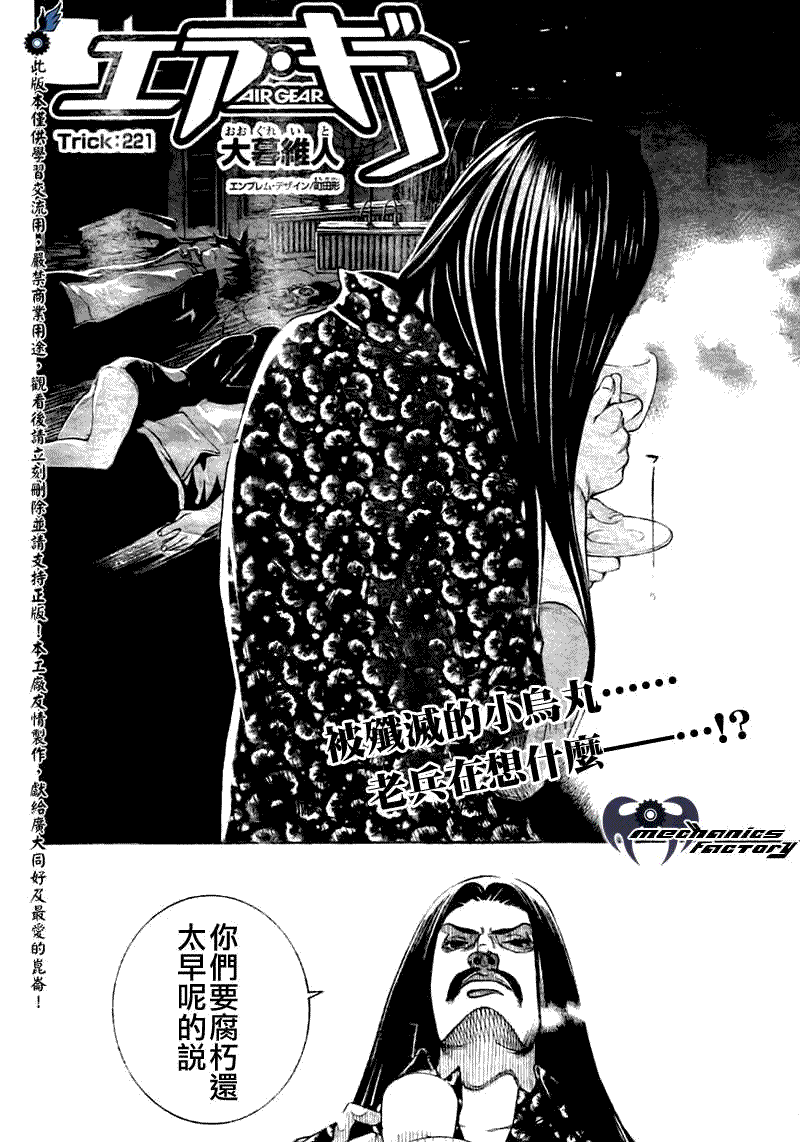 エア・ギア
AIR GEAR
Trick:221
おおぐれいと
大暮維人
エンブレム・デザイン/町田形
此版本僅供學習交流用，嚴禁商業用途，觀看後請立刻刪除並請支持正版！本工廠友情製作，獻給廣大同好及最愛的崑崙！
被殲滅的小烏丸……
老兵在想什麼——…!?
mechanics
factory
你們要腐朽還
太早呢的說